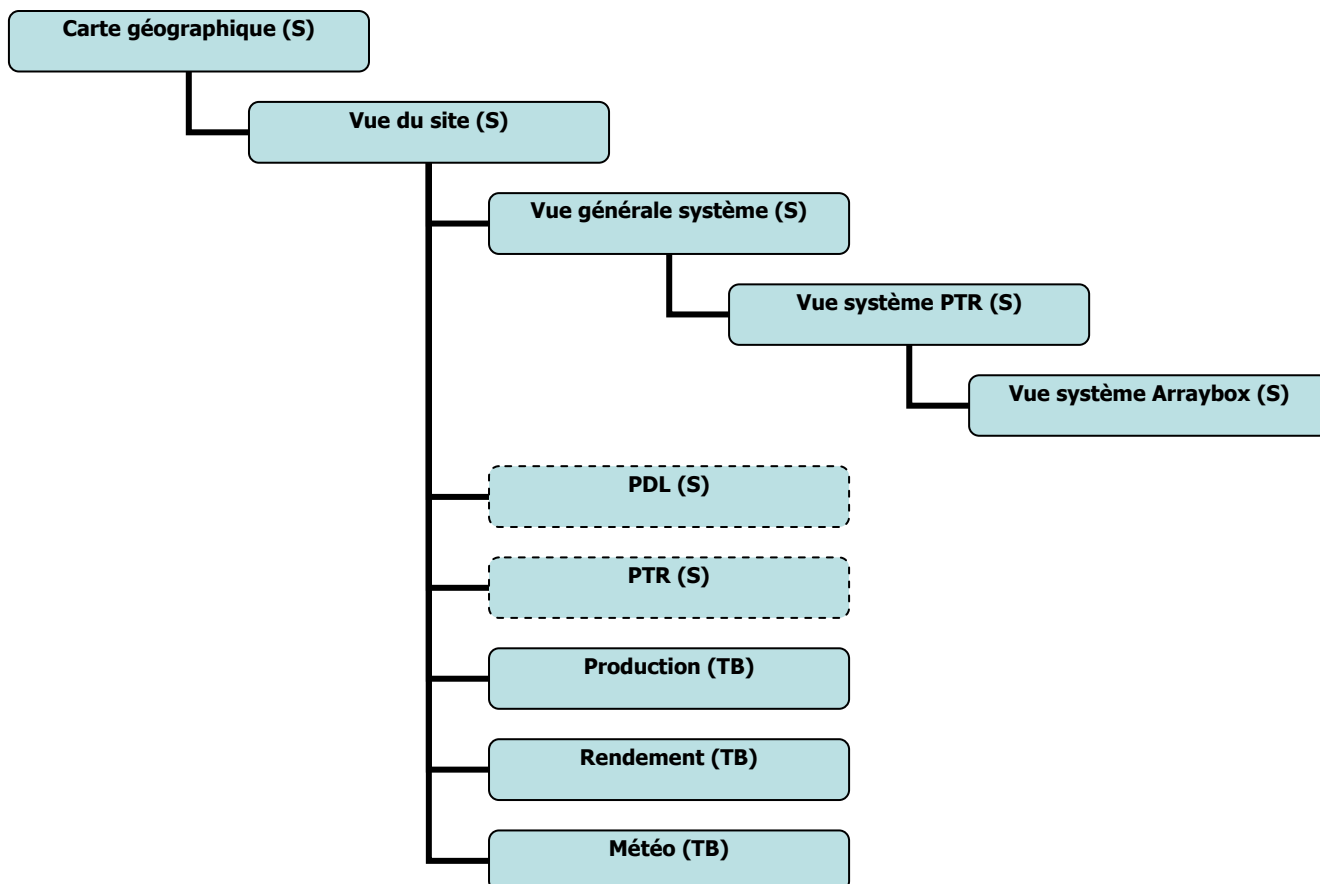 Carte géographique (S)
Vue du site (S)
Vue générale système (S)
Vue système PTR (S)
Vue système Arraybox (S)
PDL (S)
PTR (S)
Production (TB)
Rendement (TB)
Météo (TB)